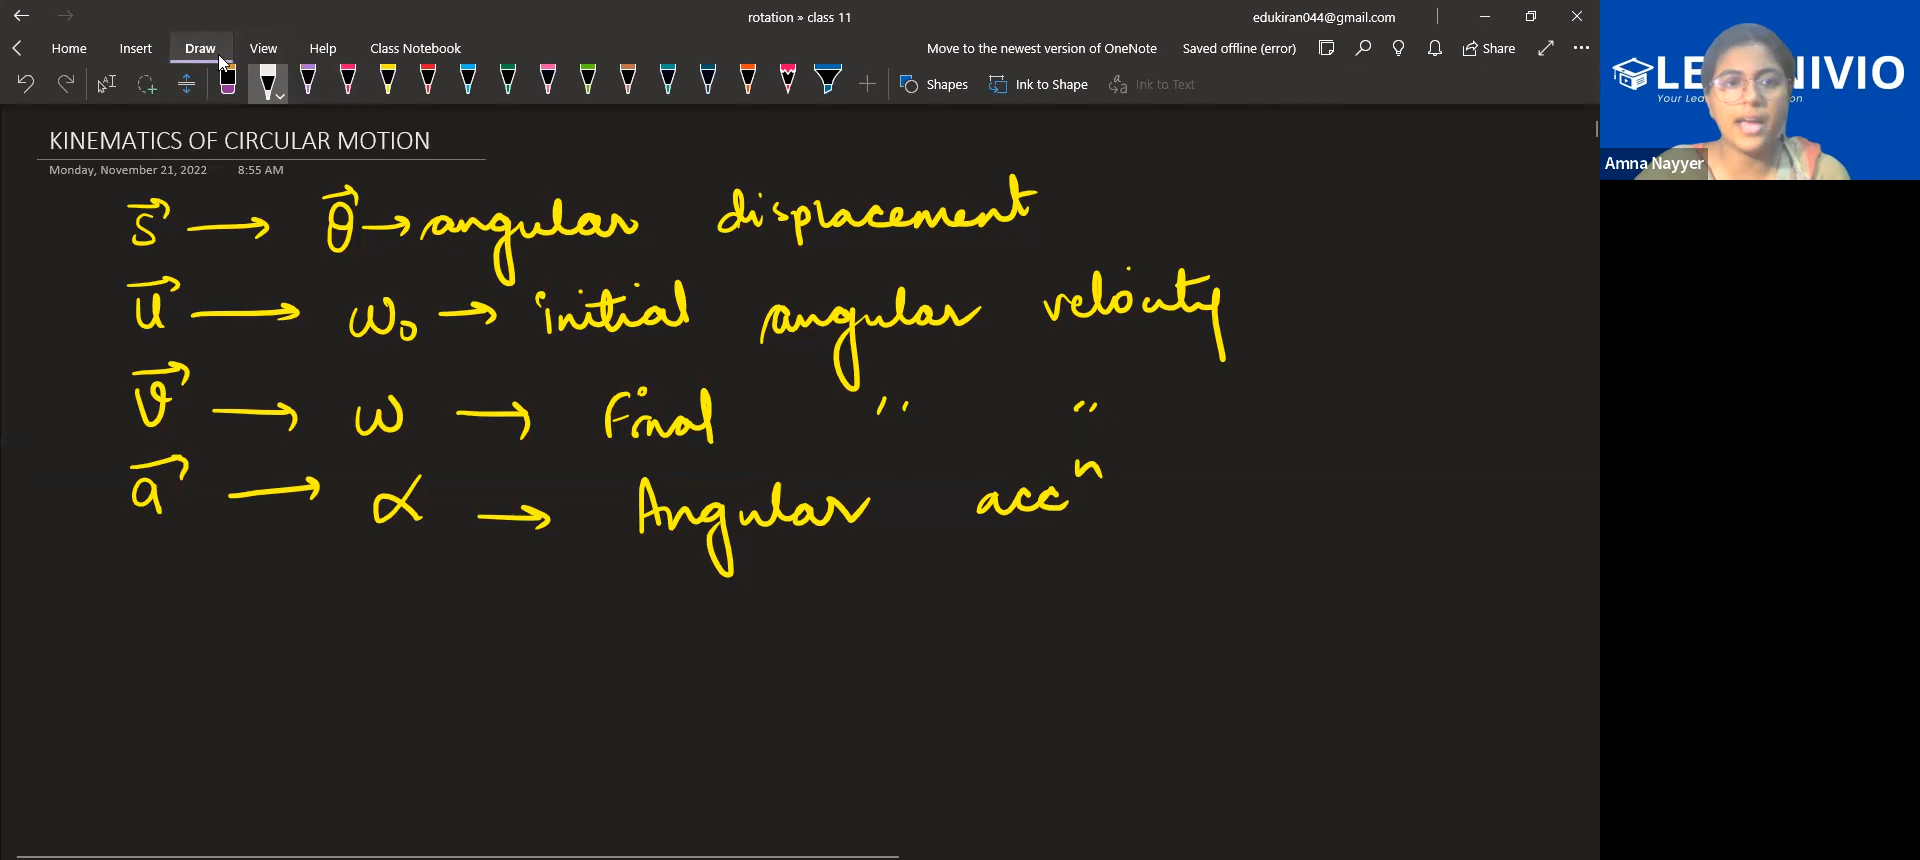 rotation » class 11
edukiran044@gmail.com
Home Insert Draw View Help Class Notebook
Move to the newest version of OneNote Saved offline (error) Share
Shapes Ink to Shape Ink to Text
KINEMATICS OF CIRCULAR MOTION
Monday, November 21, 2022 8:55 AM
s⃗ → θ⃗ → angular displacement
u⃗ → ω₀ → initial angular velocity
v⃗ → ω → Final '' ''
a⃗ → α → Angular accⁿ
Amna Nayyer